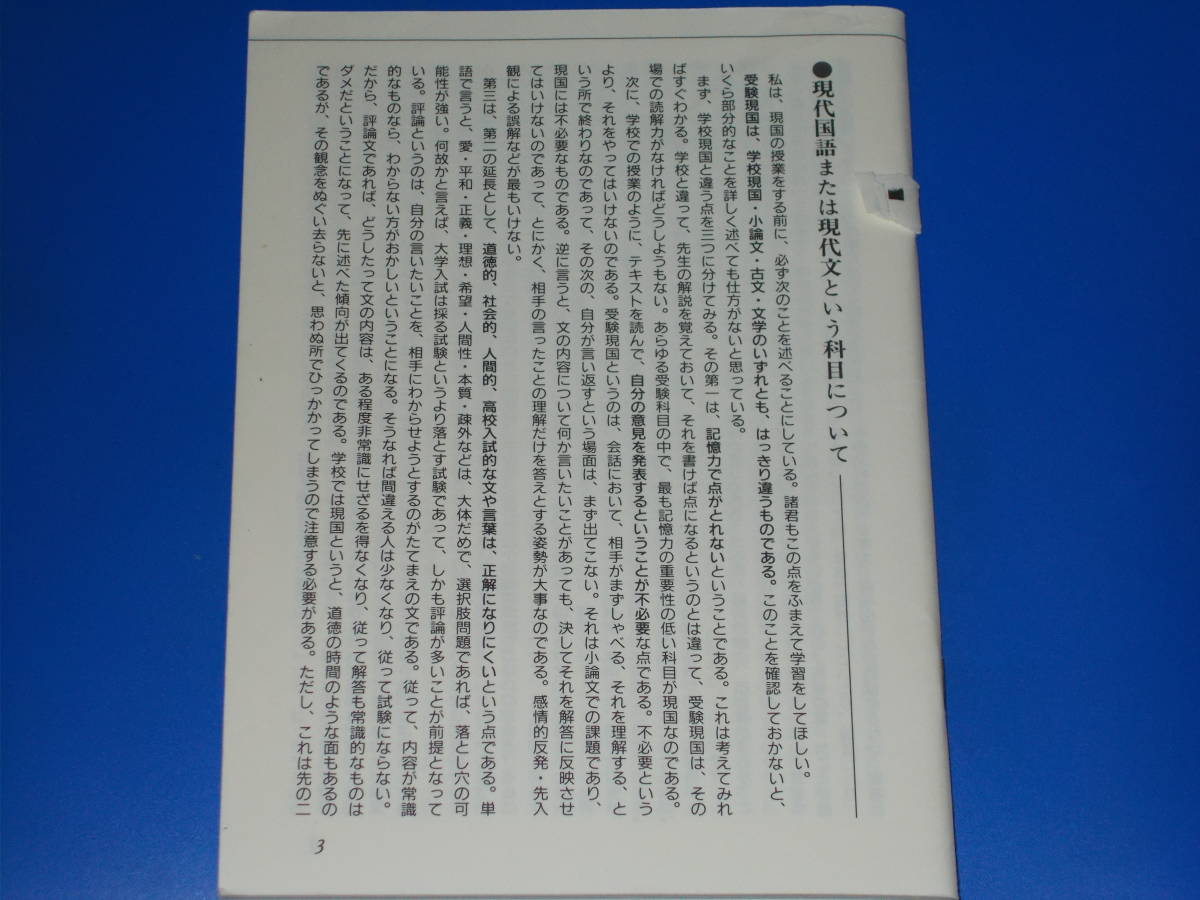 ●現代国語または現代文という科目について
私は、現国の授業をする前に、必ず次のことを述べることにしている。諸君もこの点をふまえて学習をしてほしい。
受験現国は、学校現国・小論文・古文・文学のいずれとも、はっきり違うものである。このことを確認しておかないと、
いくら部分的なことを詳しく述べても仕方がないと思っている。
まず、学校現国と違う点を三つに分けてみる。その第一は、記憶力で点がとれないということである。これは考えてみれ
ばすぐわかる。学校と違って、先生の解説を覚えておいて、それを書けば点になるというのとは違って、受験現国は、その
場での読解力がなければどうしようもない。あらゆる受験科目の中で、最も記憶力の重要性の低い科目が現国なのである。
次に、学校での授業のように、テキストを読んで、自分の意見を発表するということが不必要な点である。不必要という
より、それをやってはいけないのである。受験現国というのは、会話において、相手がまずしゃべる、それを理解する、と
いう所で終わりなのであって、その次の、自分が言い返すという場面は、まず出てこない。それは小論文での課題であり、
現国には不必要なものである。逆に言うと、文の内容について何か言いたいことがあっても、決してそれを解答に反映させ
てはいけないのであって、とにかく、相手の言ったことの理解だけを答えとする姿勢が大事なのである。感情的反発・先入
観による誤解などが最もいけない。
第三は、第二の延長として、道徳的、社会的、人間的、高校入試的な文や言葉は、正解になりにくいという点である。単
語で言うと、愛・平和・正義・理想・希望・人間性・本質・疎外などは、大体だめで、選択肢問題であれば、落とし穴の可
能性が強い。何故かと言えば、大学入試は採る試験というより落とす試験であって、しかも評論が多いことが前提となって
いる。評論というのは、自分の言いたいことを、相手にわからせようとするのがたてまえの文である。従って、内容が常識
的なものなら、わからない方がおかしいということになる。そうなれば間違える人は少なくなり、従って試験にならない。
だから、評論文であれば、どうしたって文の内容は、ある程度非常識にせざるを得なくなり、従って解答も常識的なものは
ダメだということになって、先に述べた傾向が出てくるのである。学校では現国というと、道徳の時間のような面もあるの
であるが、その観念をぬぐい去らないと、思わぬ所でひっかかってしまうので注意する必要がある。ただし、これは先の二
3